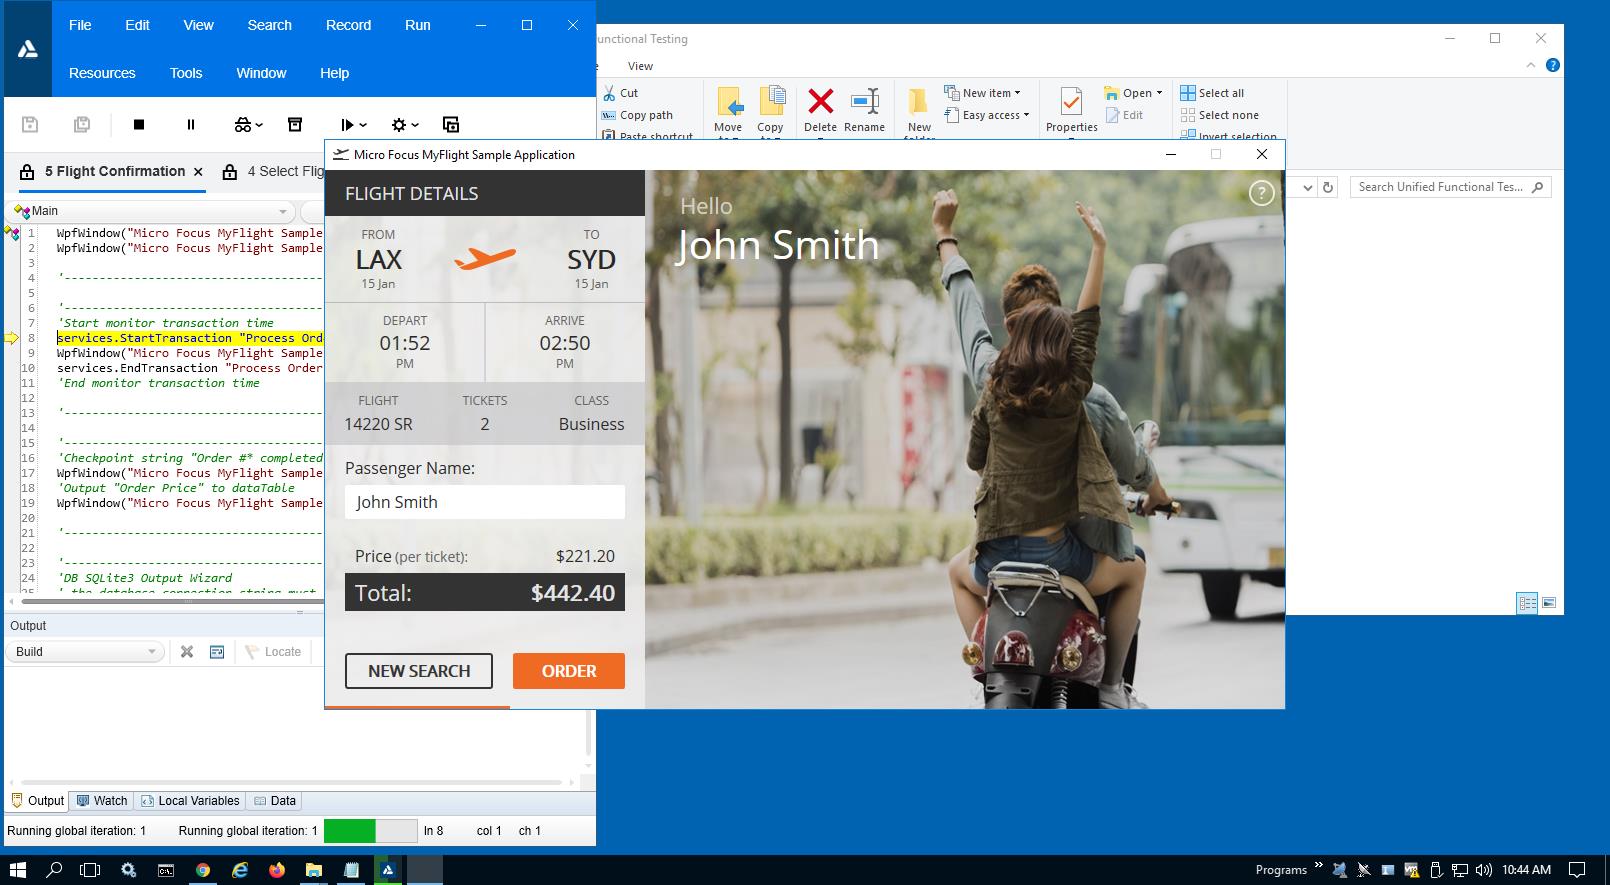 File Edit View Search Record Run
Resources Tools Window Help
5 Flight Confirmation
4 Select
Main
1 WpfWindow("Micro Focus MyFlight Sample
2 WpfWindow("Micro Focus MyFlight Sample
3
4 '-------------------------------------
5
6 '-------------------------------------
7 'Start monitor transaction time
8 services.StartTransaction "Process
9 WpfWindow("Micro Focus MyFlight Sample
10 services.EndTransaction "Process Order
11 'End monitor transaction time
12
13 '-------------------------------------
14
15 '-------------------------------------
16 'Checkpoint string "Order #* completed
17 WpfWindow("Micro Focus MyFlight Sample
18 'Output "Order Price" to dataTable
19 WpfWindow("Micro Focus MyFlight Sample
20
21 '-------------------------------------
22
23 '-------------------------------------
24 'DB SQLite3 Output Wizard
' the database connection string must
Output
Build Locate
Output Watch Local Variables Data
Running global iteration: 1 Running global iteration: 1 ln 8 col 1 ch 1
Functional Testing
View
Cut
Copy path
Paste shortcut
Move
Copy
Delete
Rename
New
folder
New item
Easy access
Properties
Open
Edit
Select all
Select none
Invert selection
Search Unified Functional Tes...
Micro Focus MyFlight Sample Application
FLIGHT DETAILS
FROM TO
LAX SYD
15 Jan 15 Jan
DEPART ARRIVE
01:52 02:50
PM PM
FLIGHT TICKETS CLASS
14220 SR 2 Business
Passenger Name:
John Smith
Price (per ticket): $221.20
Total: $442.40
NEW SEARCH ORDER
Hello
John Smith
?
Programs 10:44 AM